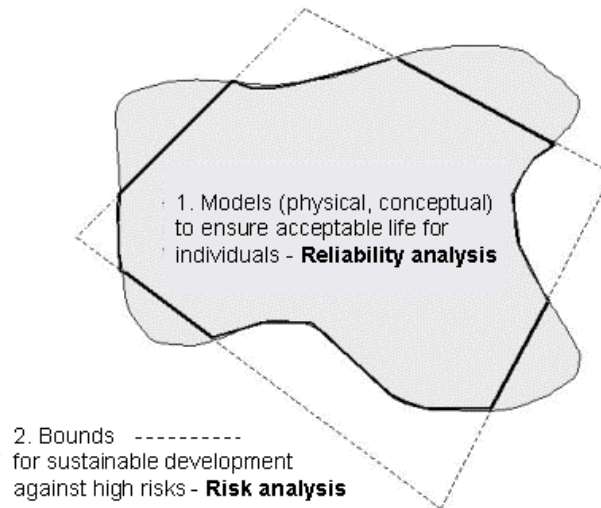 1. Models (physical, conceptual)
to ensure acceptable life for
individuals - Reliability analysis
2. Bounds ----------
for sustainable development
against high risks - Risk analysis